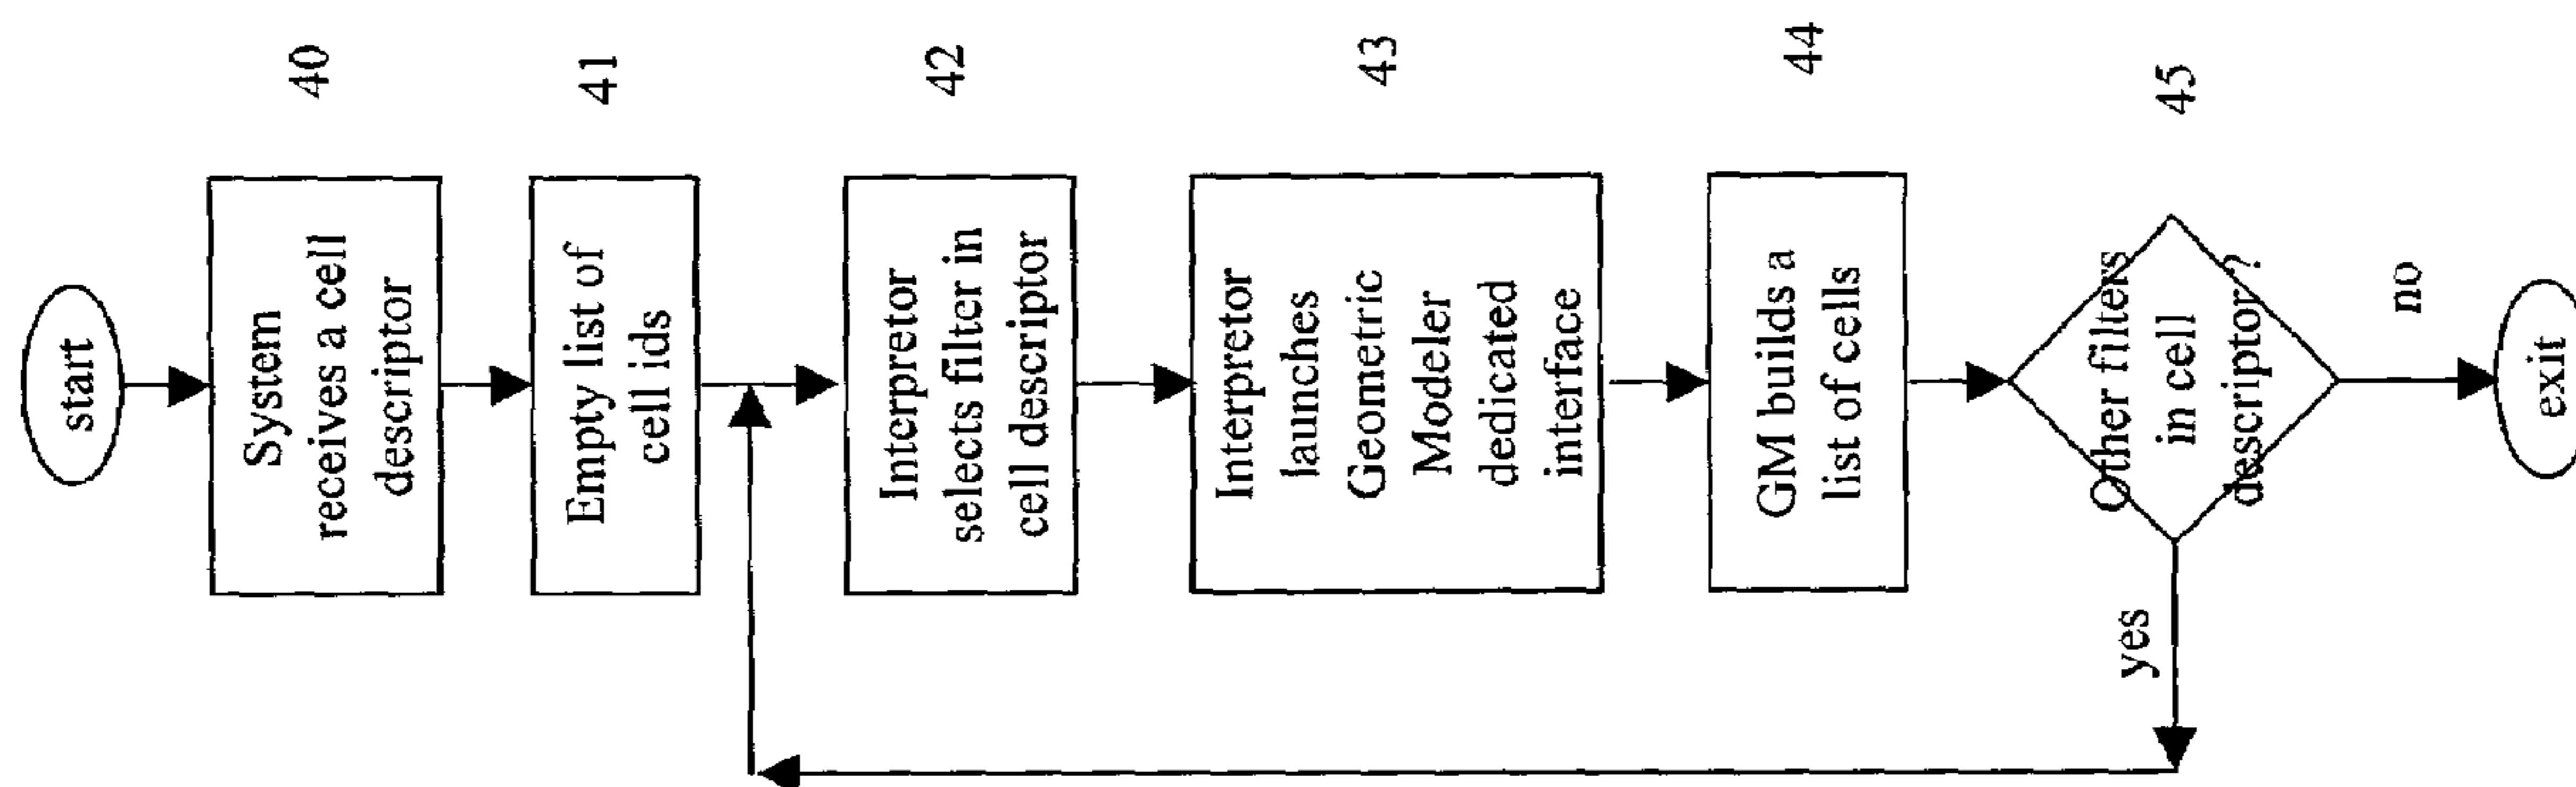 start
System
receives a cell
descriptor
40
Empty list of
cell ids
41
Interpretor
selects filter in
cell descriptor
42
Interpretor
launches
Geometric
Modeler
dedicated
interface
43
GM builds a
list of cells
44
Other filters
in cell
descriptor?
45
yes
no
exit